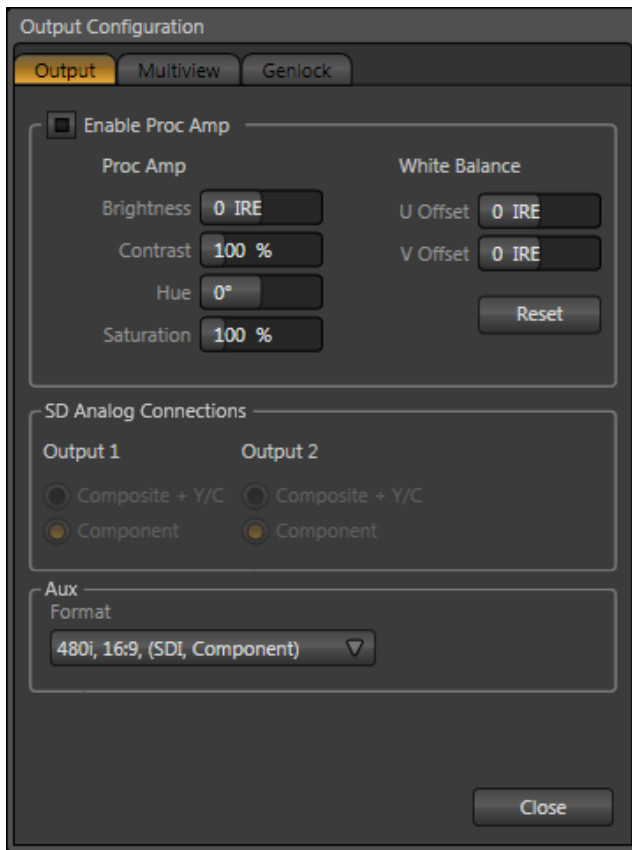 Output Configuration
Output Multiview Genlock
Enable Proc Amp
Proc Amp White Balance
Brightness 0 IRE U Offset 0 IRE
Contrast 100 % V Offset 0 IRE
Hue 0°
Reset
Saturation 100 %
SD Analog Connections
Output 1 Output 2
Composite + Y/C Composite + Y/C
Component Component
Aux
Format
480i, 16:9, (SDI, Component)
Close